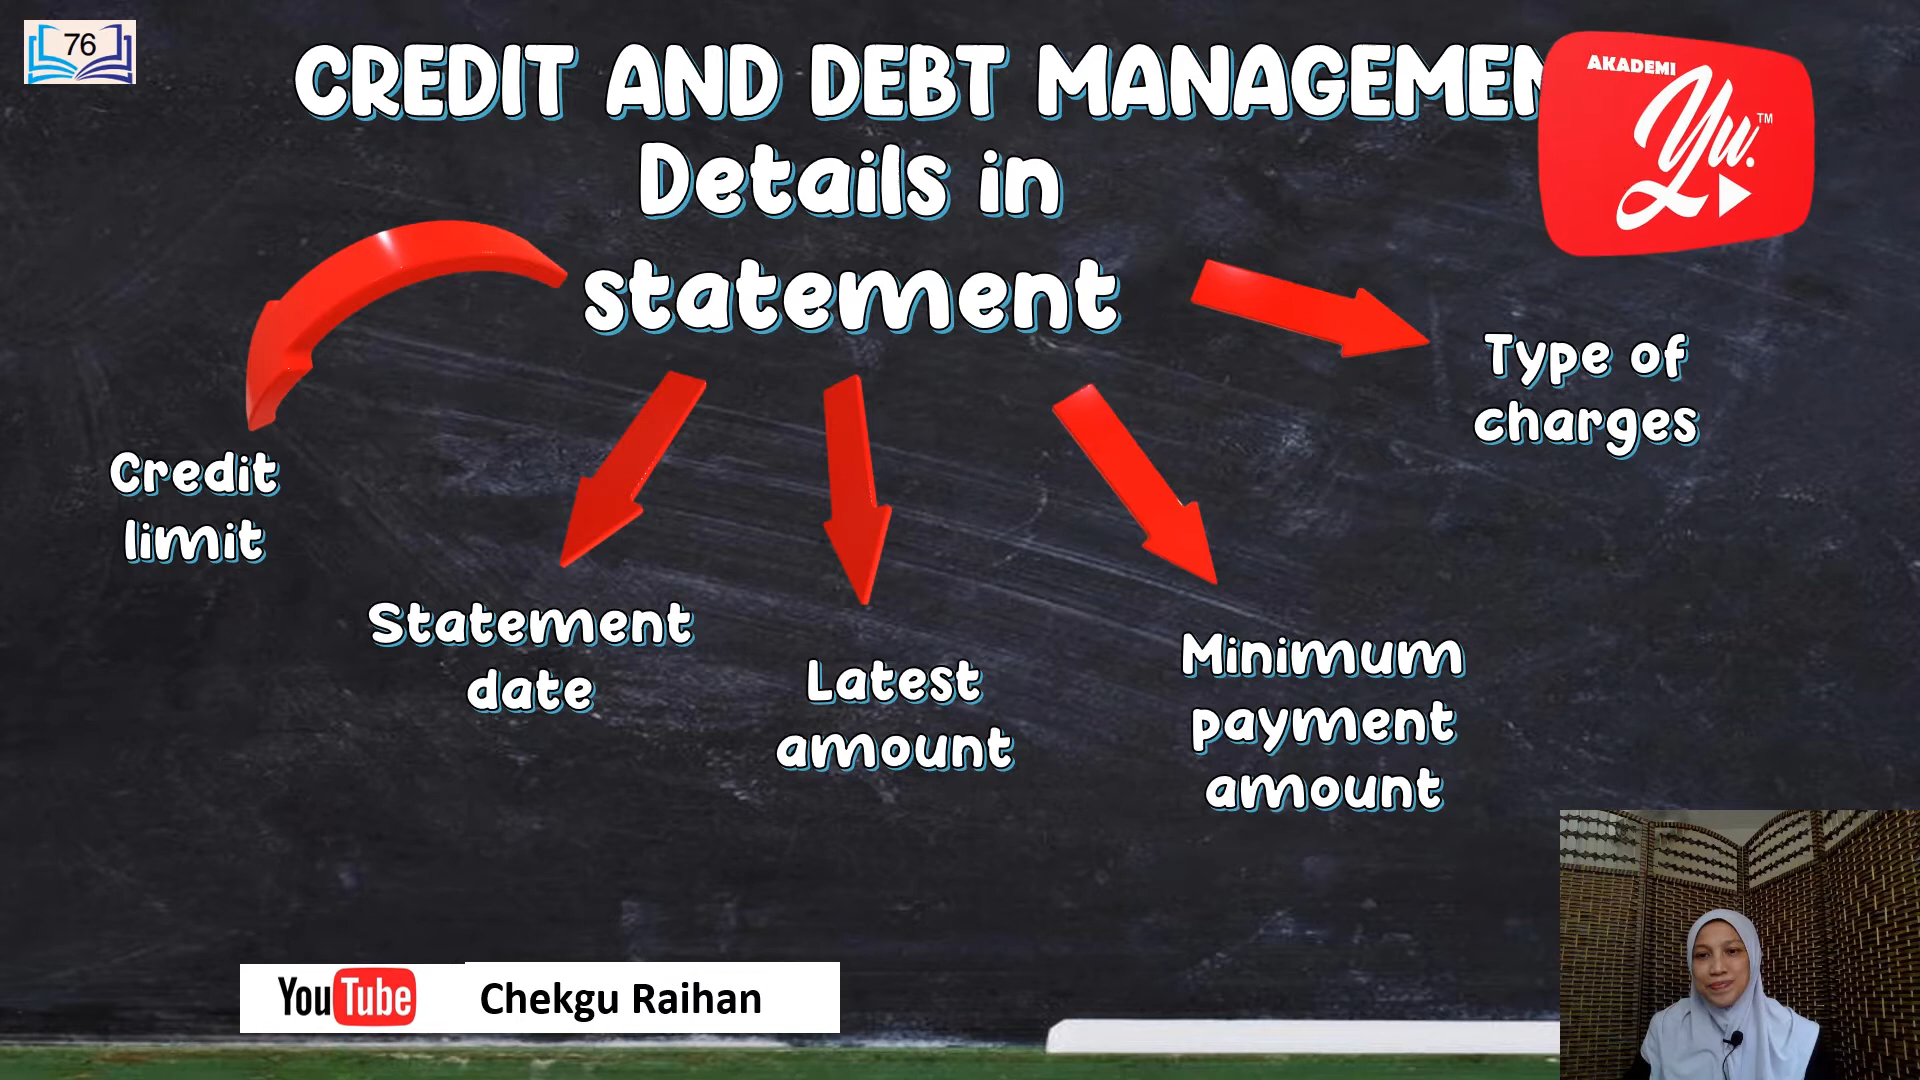 76
CREDIT AND DEBT MANAGEMEN
AKADEMI
Yu.
TM
Details in
statement
Type of
charges
Credit
limit
Statement
date
Latest
amount
Minimum
payment
amount
YouTube
Chekgu Raihan